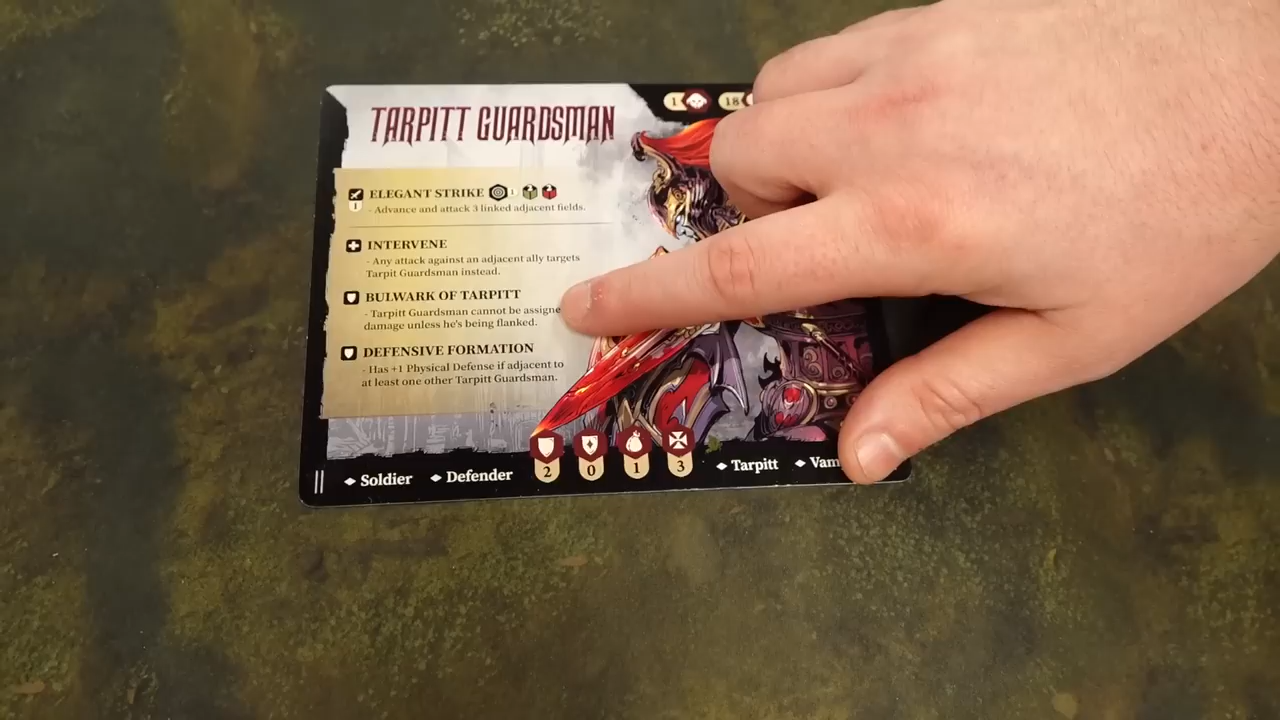 TARPITT GUARDSMAN
1 18
ELEGANT STRIKE 1
1
- Advance and attack 3 linked adjacent fields.
INTERVENE
- Any attack against an adjacent ally targets
Tarpit Guardsman instead.
BULWARK OF TARPITT
- Tarpitt Guardsman cannot be assigne
damage unless he's being flanked.
DEFENSIVE FORMATION
- Has +1 Physical Defense if adjacent to
at least one other Tarpitt Guardsman.
Soldier Defender 2 0 1 3 Tarpitt Vam